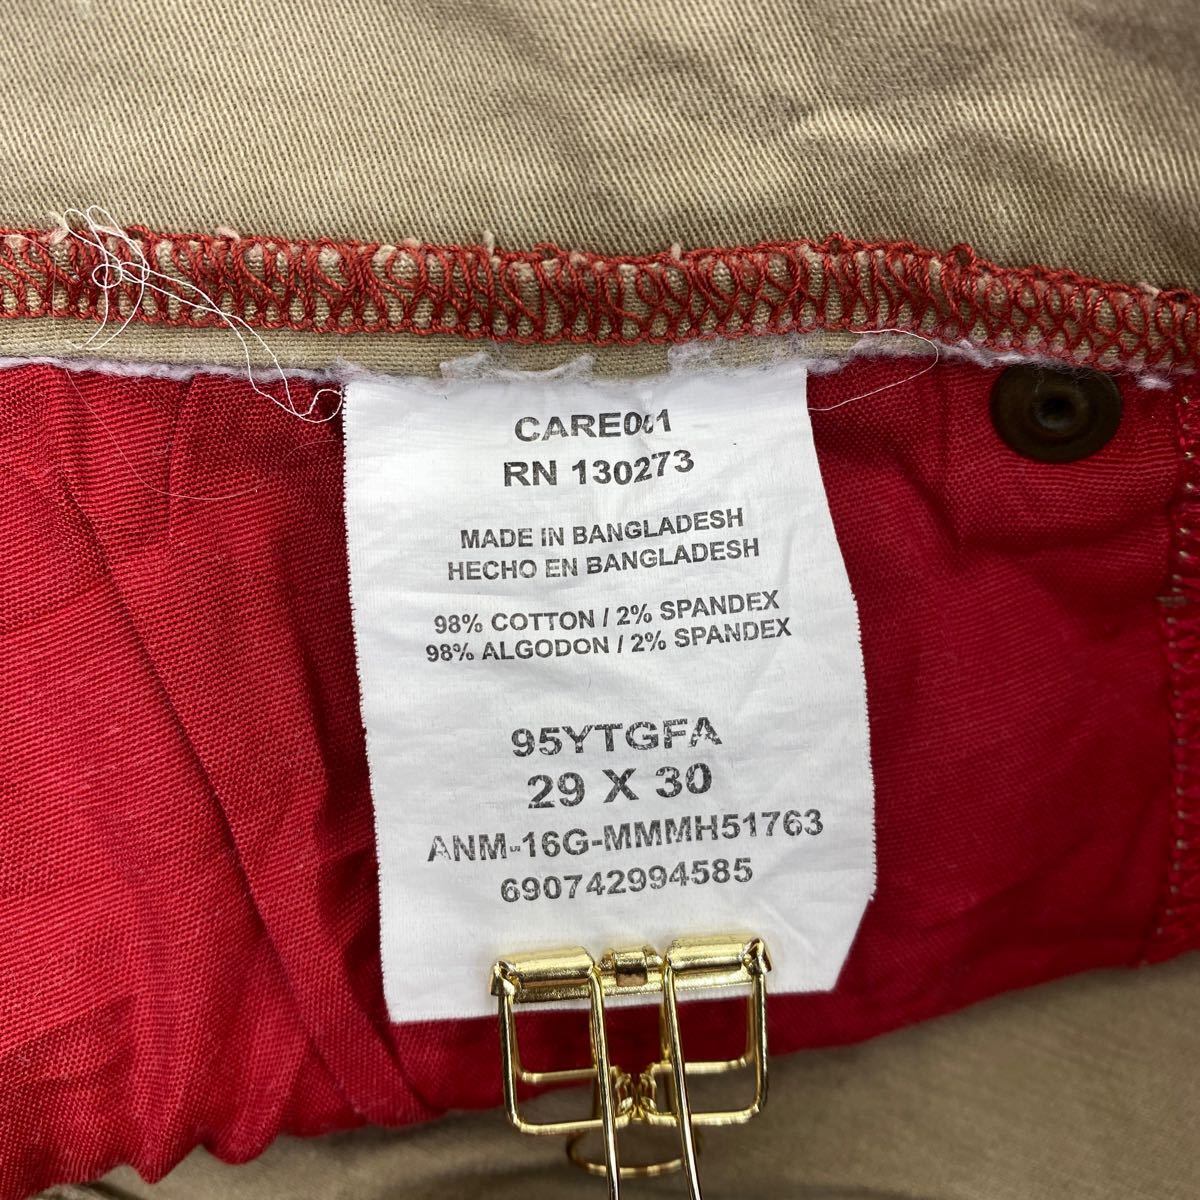 CARE001
RN 130273
MADE IN BANGLADESH
HECHO EN BANGLADESH
98% COTTON / 2% SPANDEX
98% ALGODON / 2% SPANDEX
95YTGFA
29 X 30
ANM-16G-MMMH51763
690742994585